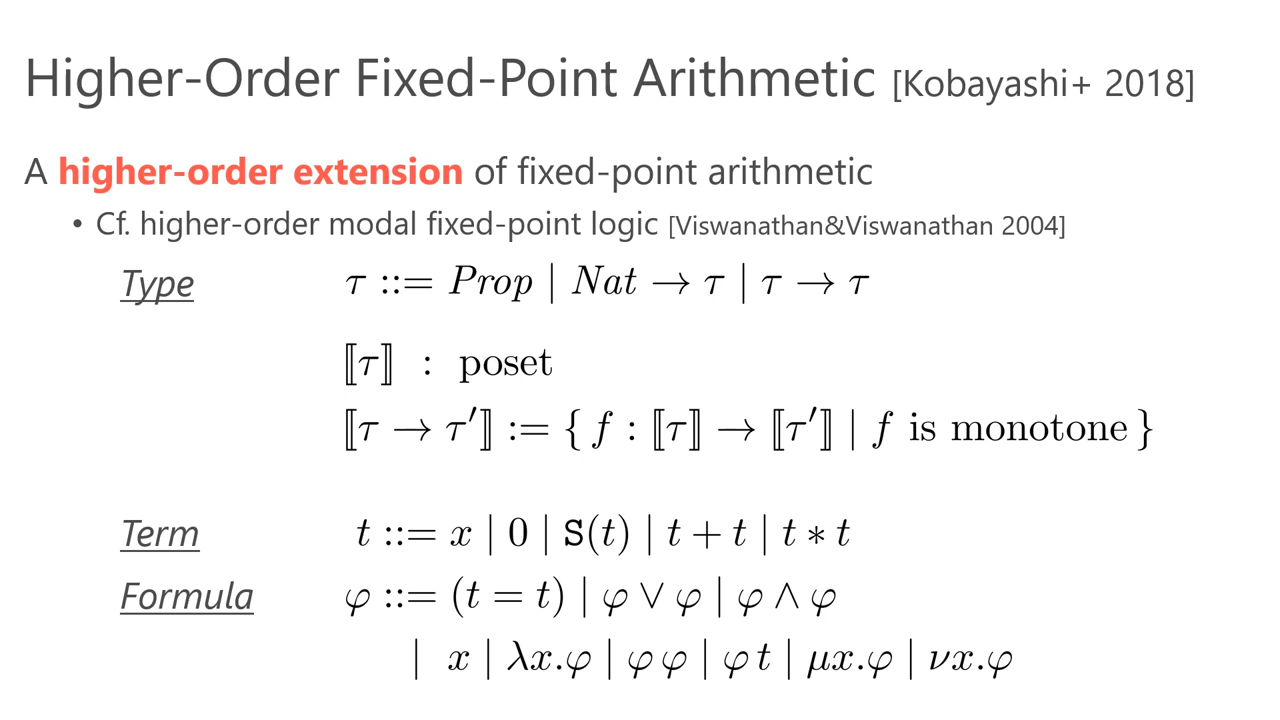 Higher-Order Fixed-Point Arithmetic [Kobayashi+ 2018]
A higher-order extension of fixed-point arithmetic
• Cf. higher-order modal fixed-point logic [Viswanathan&Viswanathan 2004]
Type τ ::= Prop | Nat → τ | τ → τ
⟦τ⟧ : poset
⟦τ → τ′⟧ := { f : ⟦τ⟧ → ⟦τ′⟧ | f is monotone }
Term t ::= x | 0 | S(t) | t + t | t ∗ t
Formula φ ::= (t = t) | φ ∨ φ | φ ∧ φ
| x | λx.φ | φ φ | φ t | μx.φ | νx.φ